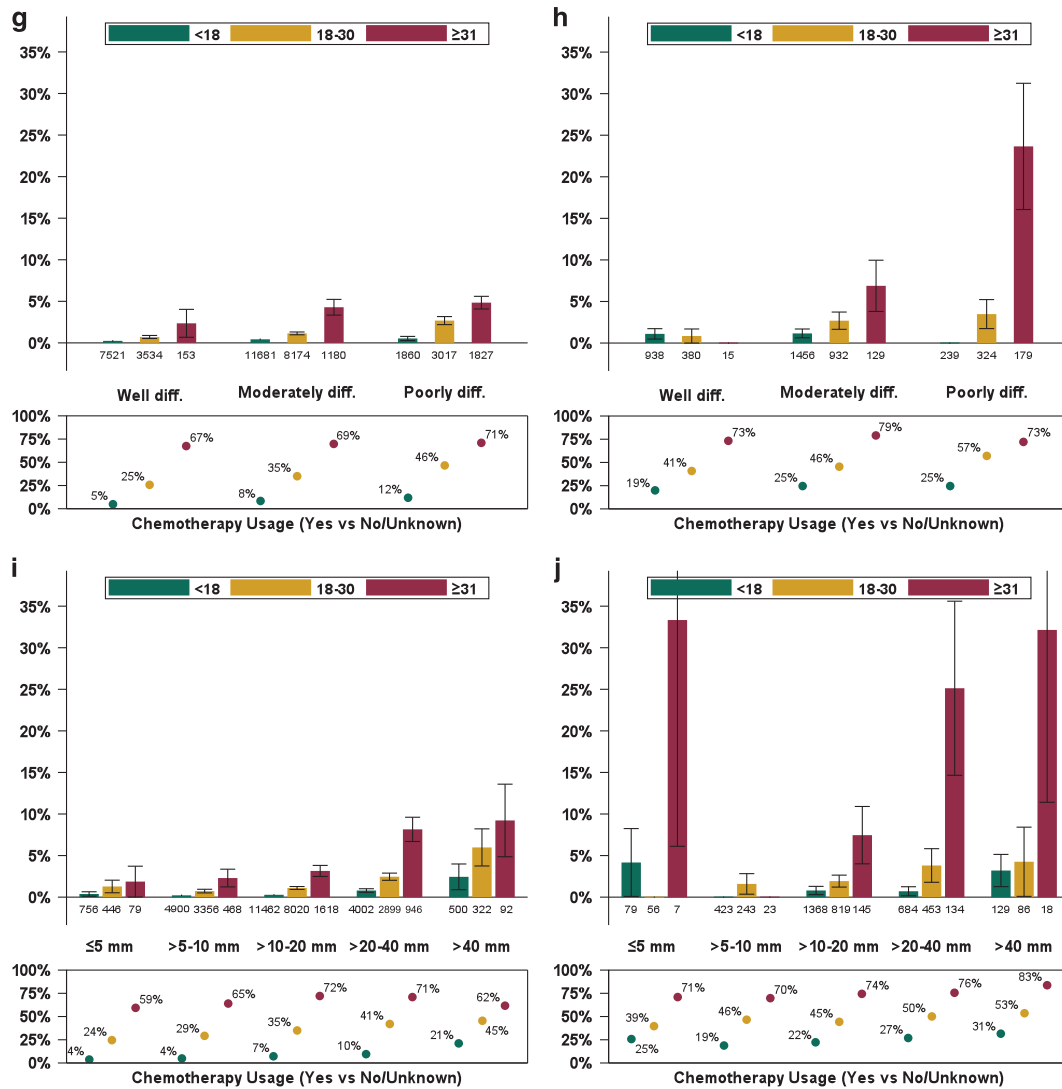 g
<18 18-30 ≥31
35%
30%
25%
20%
15%
10%
5%
0%
7521 3534 153 11681 8174 1180 1860 3017 1827
Well diff. Moderately diff. Poorly diff.
100%
75%
50%
25%
0%
5% 25% 67% 8% 35% 69% 12% 46% 71%
Chemotherapy Usage (Yes vs No/Unknown)
h
<18 18-30 ≥31
35%
30%
25%
20%
15%
10%
5%
0%
938 380 15 1456 932 129 239 324 179
Well diff. Moderately diff. Poorly diff.
100%
75%
50%
25%
0%
19% 41% 73% 25% 46% 79% 25% 57% 73%
Chemotherapy Usage (Yes vs No/Unknown)
i
<18 18-30 ≥31
35%
30%
25%
20%
15%
10%
5%
0%
756 446 79 4900 3356 468 11462 8020 1618 4002 2899 946 500 322 92
≤5 mm >5-10 mm >10-20 mm >20-40 mm >40 mm
100%
75%
50%
25%
0%
4% 24% 59% 4% 29% 65% 7% 35% 72% 10% 41% 71% 21% 45% 62%
Chemotherapy Usage (Yes vs No/Unknown)
j
<18 18-30 ≥31
35%
30%
25%
20%
15%
10%
5%
0%
79 56 7 423 243 23 1368 819 145 684 453 134 129 86 18
≤5 mm >5-10 mm >10-20 mm >20-40 mm >40 mm
100%
75%
50%
25%
0%
25% 39% 71% 19% 46% 70% 22% 45% 74% 27% 50% 76% 31% 53% 83%
Chemotherapy Usage (Yes vs No/Unknown)